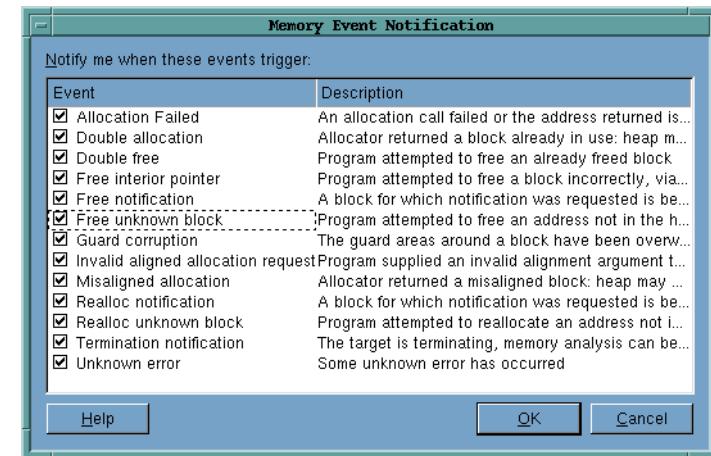 Memory Event Notification
Notify me when these events trigger:
Event Description
Allocation Failed An allocation call failed or the address returned is...
Double allocation Allocator returned a block already in use: heap m...
Double free Program attempted to free an already freed block
Free interior pointer Program attempted to free a block incorrectly, via...
Free notification A block for which notification was requested is be...
Free unknown block Program attempted to free an address not in the h...
Guard corruption The guard areas around a block have been overw...
Invalid aligned allocation request Program supplied an invalid alignment argument t...
Misaligned allocation Allocator returned a misaligned block: heap may ...
Realloc notification A block for which notification was requested is be...
Realloc unknown block Program attempted to reallocate an address not i...
Termination notification The target is terminating, memory analysis can be...
Unknown error Some unknown error has occurred
Help OK Cancel